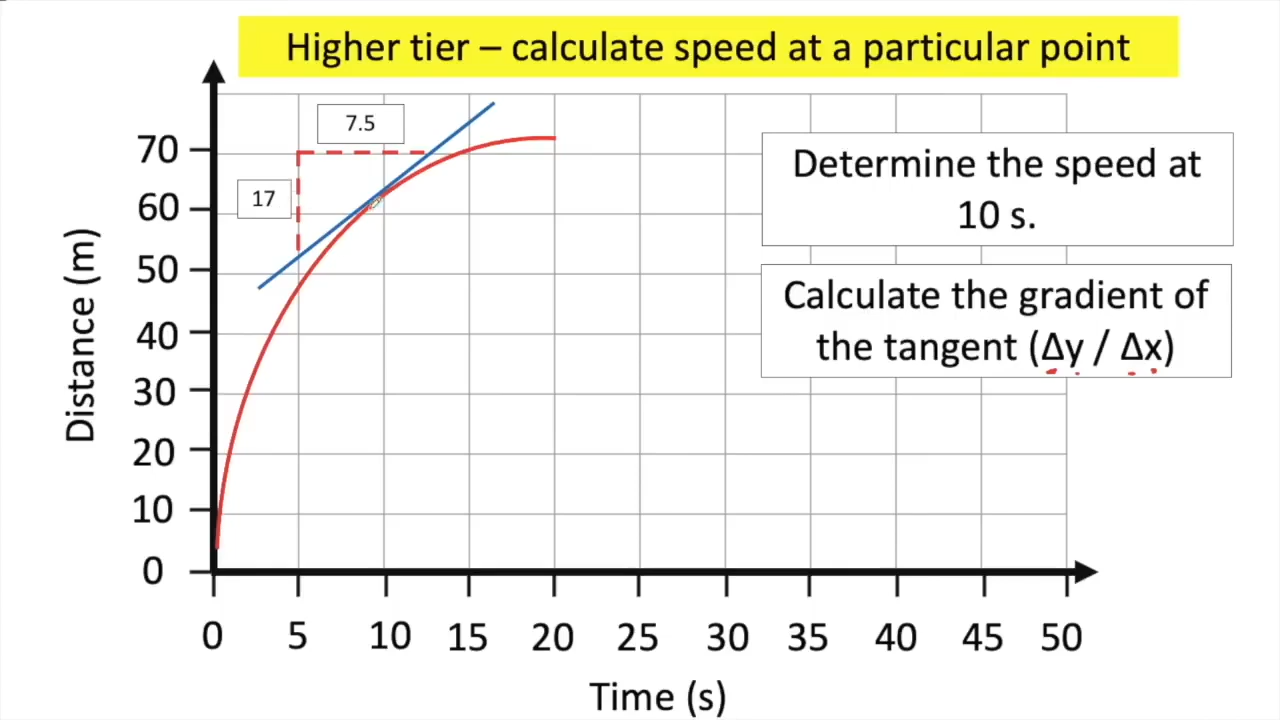 Higher tier – calculate speed at a particular point
7.5
17
Distance (m)
70
60
50
40
30
20
10
0
0 5 10 15 20 25 30 35 40 45 50
Time (s)
Determine the speed at
10 s.
Calculate the gradient of
the tangent (Δy / Δx)